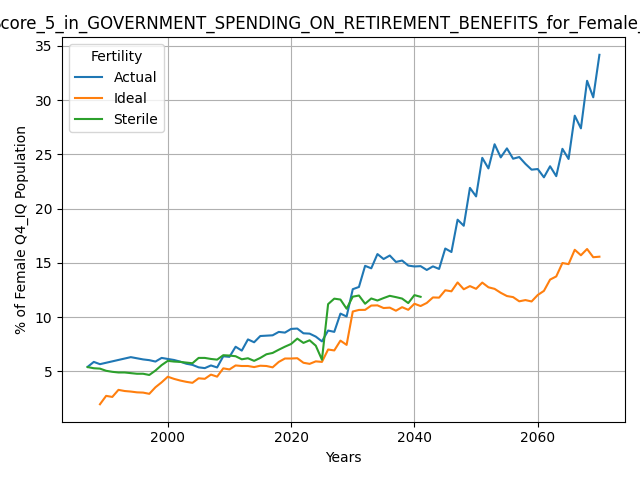 core_5_in_GOVERNMENT_SPENDING_ON_RETIREMENT_BENEFITS_for_Female_
35
30
25
20
15
10
5
% of Female Q4_IQ Population
Fertility
Actual
Ideal
Sterile
2000
2020
2040
2060
Years